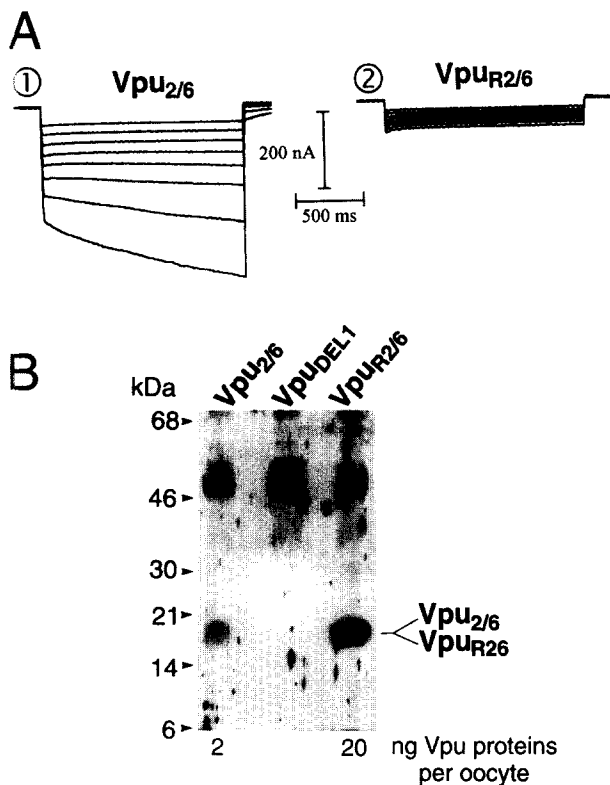 A
① Vpu2/6
② VpuR2/6
200 nA
500 ms
B
kDa
Vpu2/6
VpuDEL1
VpuR2/6
68
46
30
21
14
6
Vpu2/6
VpuR26
2 20 ng Vpu proteins
per oocyte